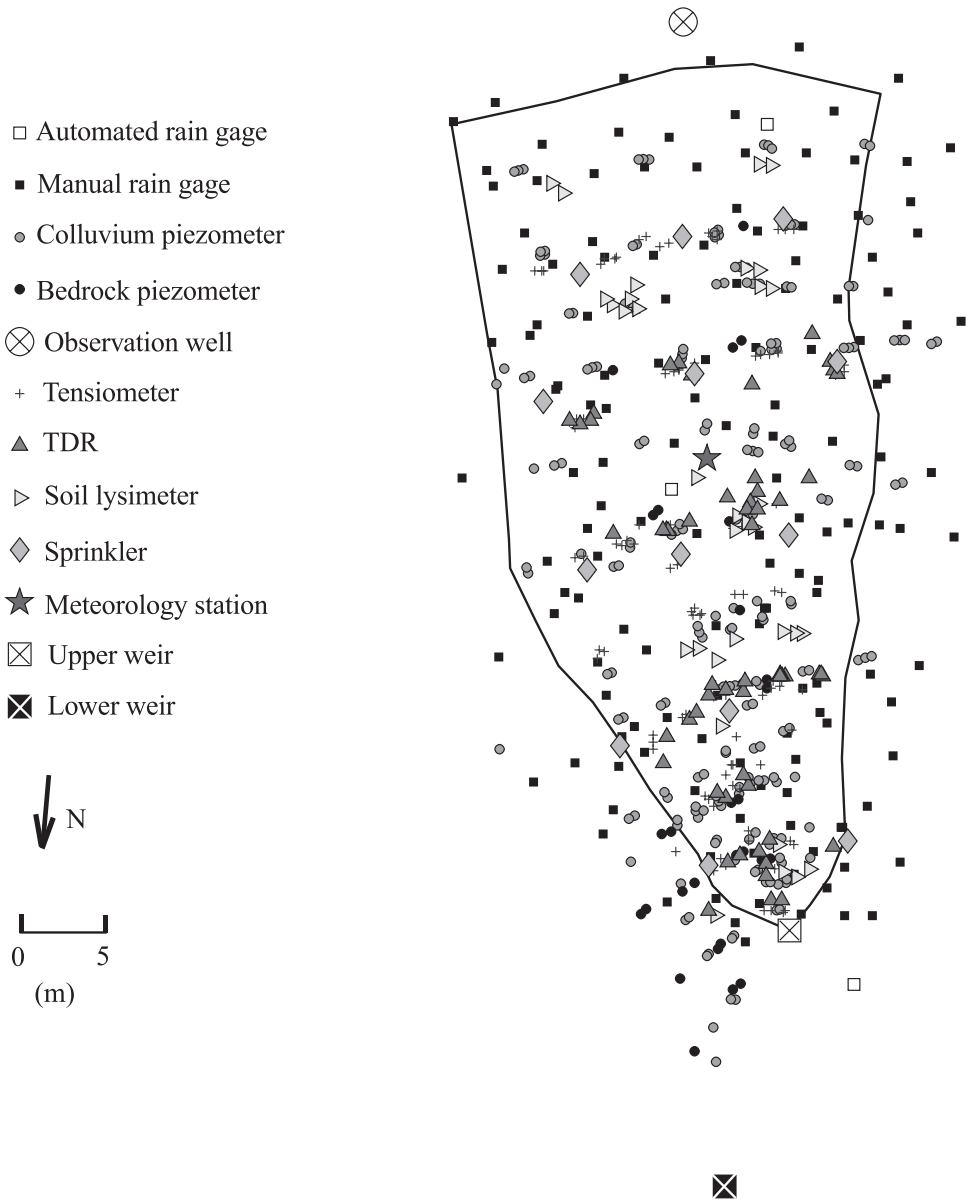 Automated rain gage
Manual rain gage
Colluvium piezometer
Bedrock piezometer
Observation well
Tensiometer
TDR
Soil lysimeter
Sprinkler
Meteorology station
Upper weir
Lower weir
N
0 5
(m)